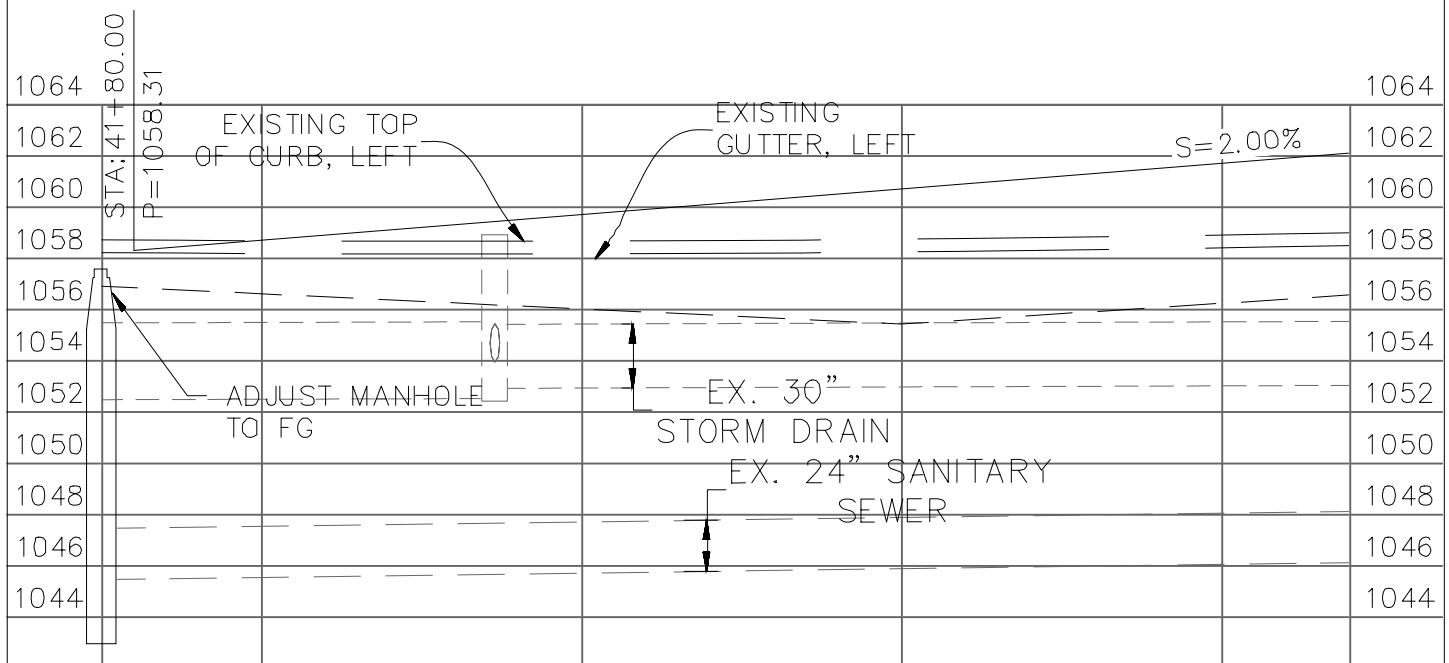 STA: 41+80.00
P=1058.31
1064
1062
1060
1058
1056
1054
1052
1050
1048
1046
1044
EXISTING TOP
OF CURB, LEFT
EXISTING
GUTTER, LEFT
S=2.00%
ADJUST MANHOLE
TO FG
EX. 30”
STORM DRAIN
EX. 24” SANITARY
SEWER
1064
1062
1060
1058
1056
1054
1052
1050
1048
1046
1044